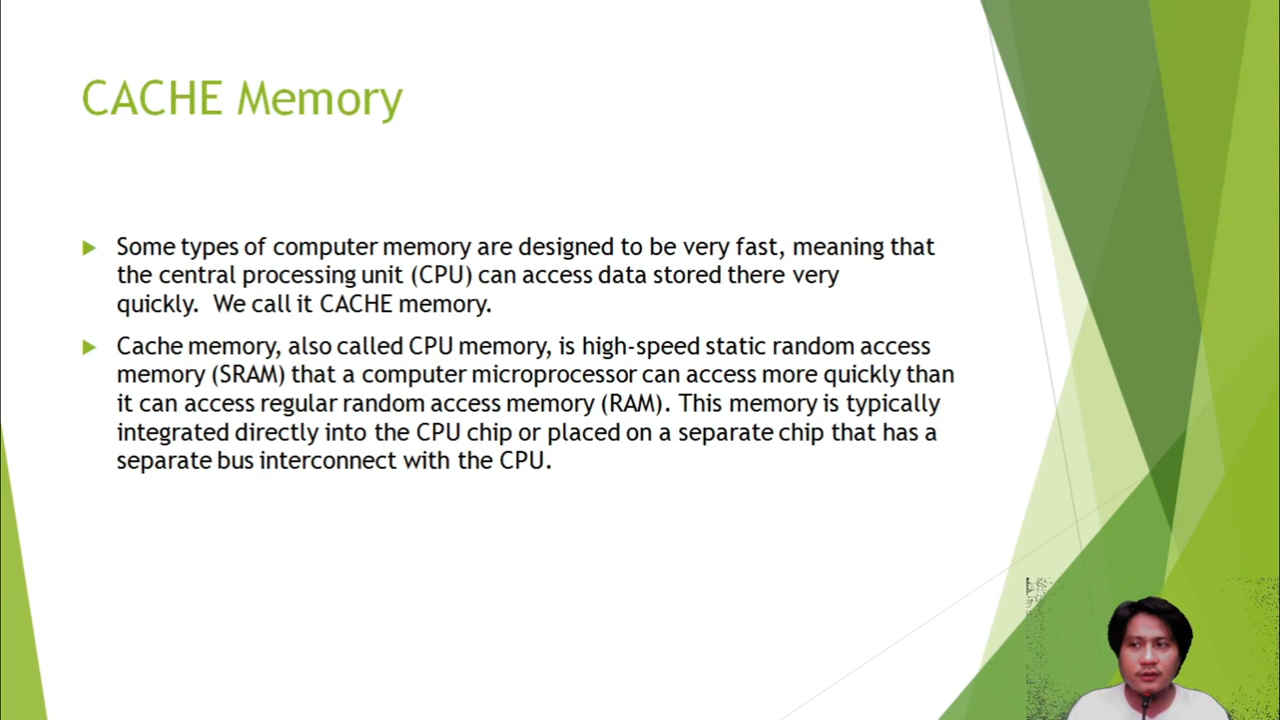 CACHE Memory
Some types of computer memory are designed to be very fast, meaning that
the central processing unit (CPU) can access data stored there very
quickly.  We call it CACHE memory.
Cache memory, also called CPU memory, is high-speed static random access
memory (SRAM) that a computer microprocessor can access more quickly than
it can access regular random access memory (RAM). This memory is typically
integrated directly into the CPU chip or placed on a separate chip that has a
separate bus interconnect with the CPU.